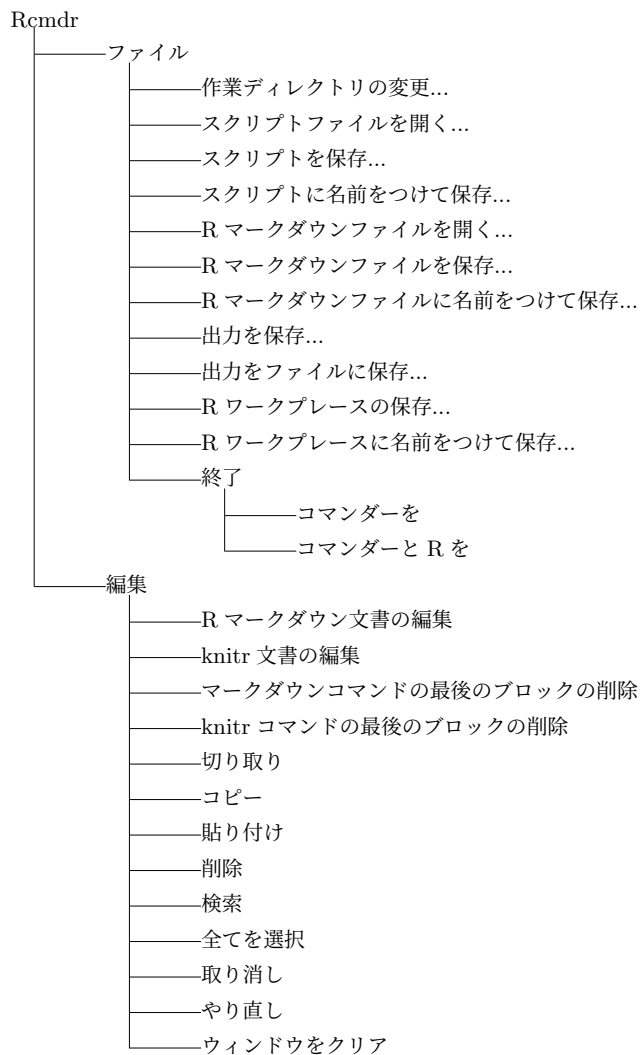 Rcmdr
ファイル
作業ディレクトリの変更...
スクリプトファイルを開く...
スクリプトを保存...
スクリプトに名前をつけて保存...
R マークダウンファイルを開く...
R マークダウンファイルを保存...
R マークダウンファイルに名前をつけて保存...
出力を保存...
出力をファイルに保存...
R ワークプレースの保存...
R ワークプレースに名前をつけて保存...
終了
コマンダーを
コマンダーと R を
編集
R マークダウン文書の編集
knitr 文書の編集
マークダウンコマンドの最後のブロックの削除
knitr コマンドの最後のブロックの削除
切り取り
コピー
貼り付け
削除
検索
全てを選択
取り消し
やり直し
ウィンドウをクリア